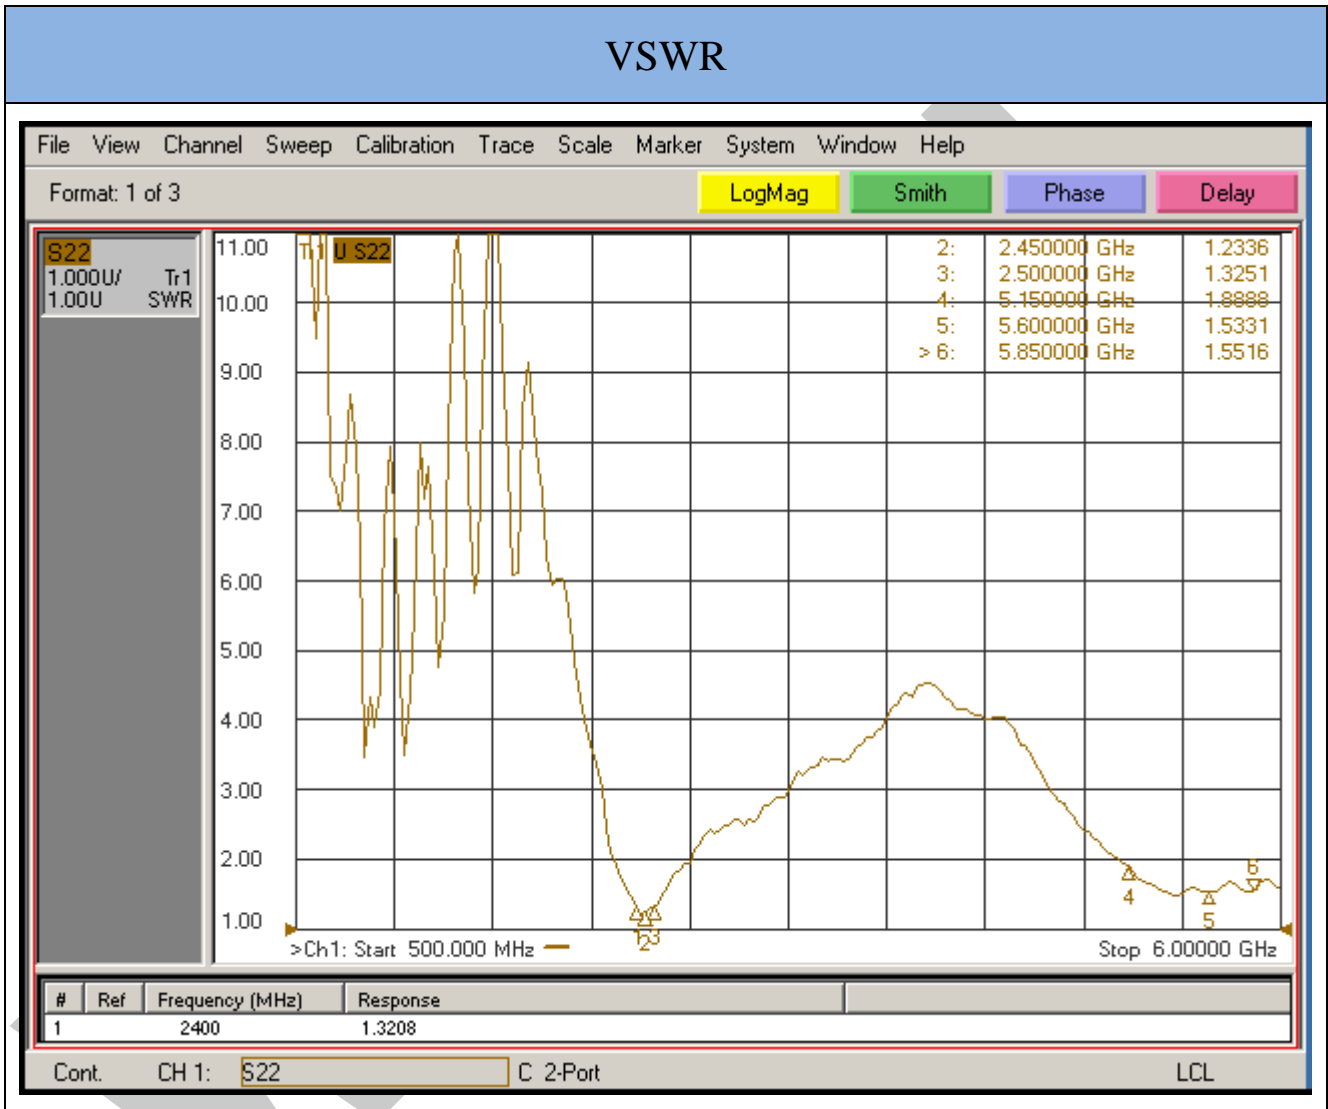 VSWR
File View Channel Sweep Calibration Trace Scale Marker System Window Help
Format: 1 of 3 LogMag Smith Phase Delay
S22
1.000U/ Tr1
1.00U SWR
Tr 1 U S22
11.00
10.00
9.00
8.00
7.00
6.00
5.00
4.00
3.00
2.00
1.00
2: 2.450000 GHz 1.2336
3: 2.500000 GHz 1.3251
4: 5.150000 GHz 1.8888
5: 5.600000 GHz 1.5331
> 6: 5.850000 GHz 1.5516
1 2 3 4 5 6
>Ch1: Start 500.000 MHz Stop 6.00000 GHz
# Ref Frequency (MHz) Response
1 2400 1.3208
Cont. CH 1: S22 C 2-Port LCL